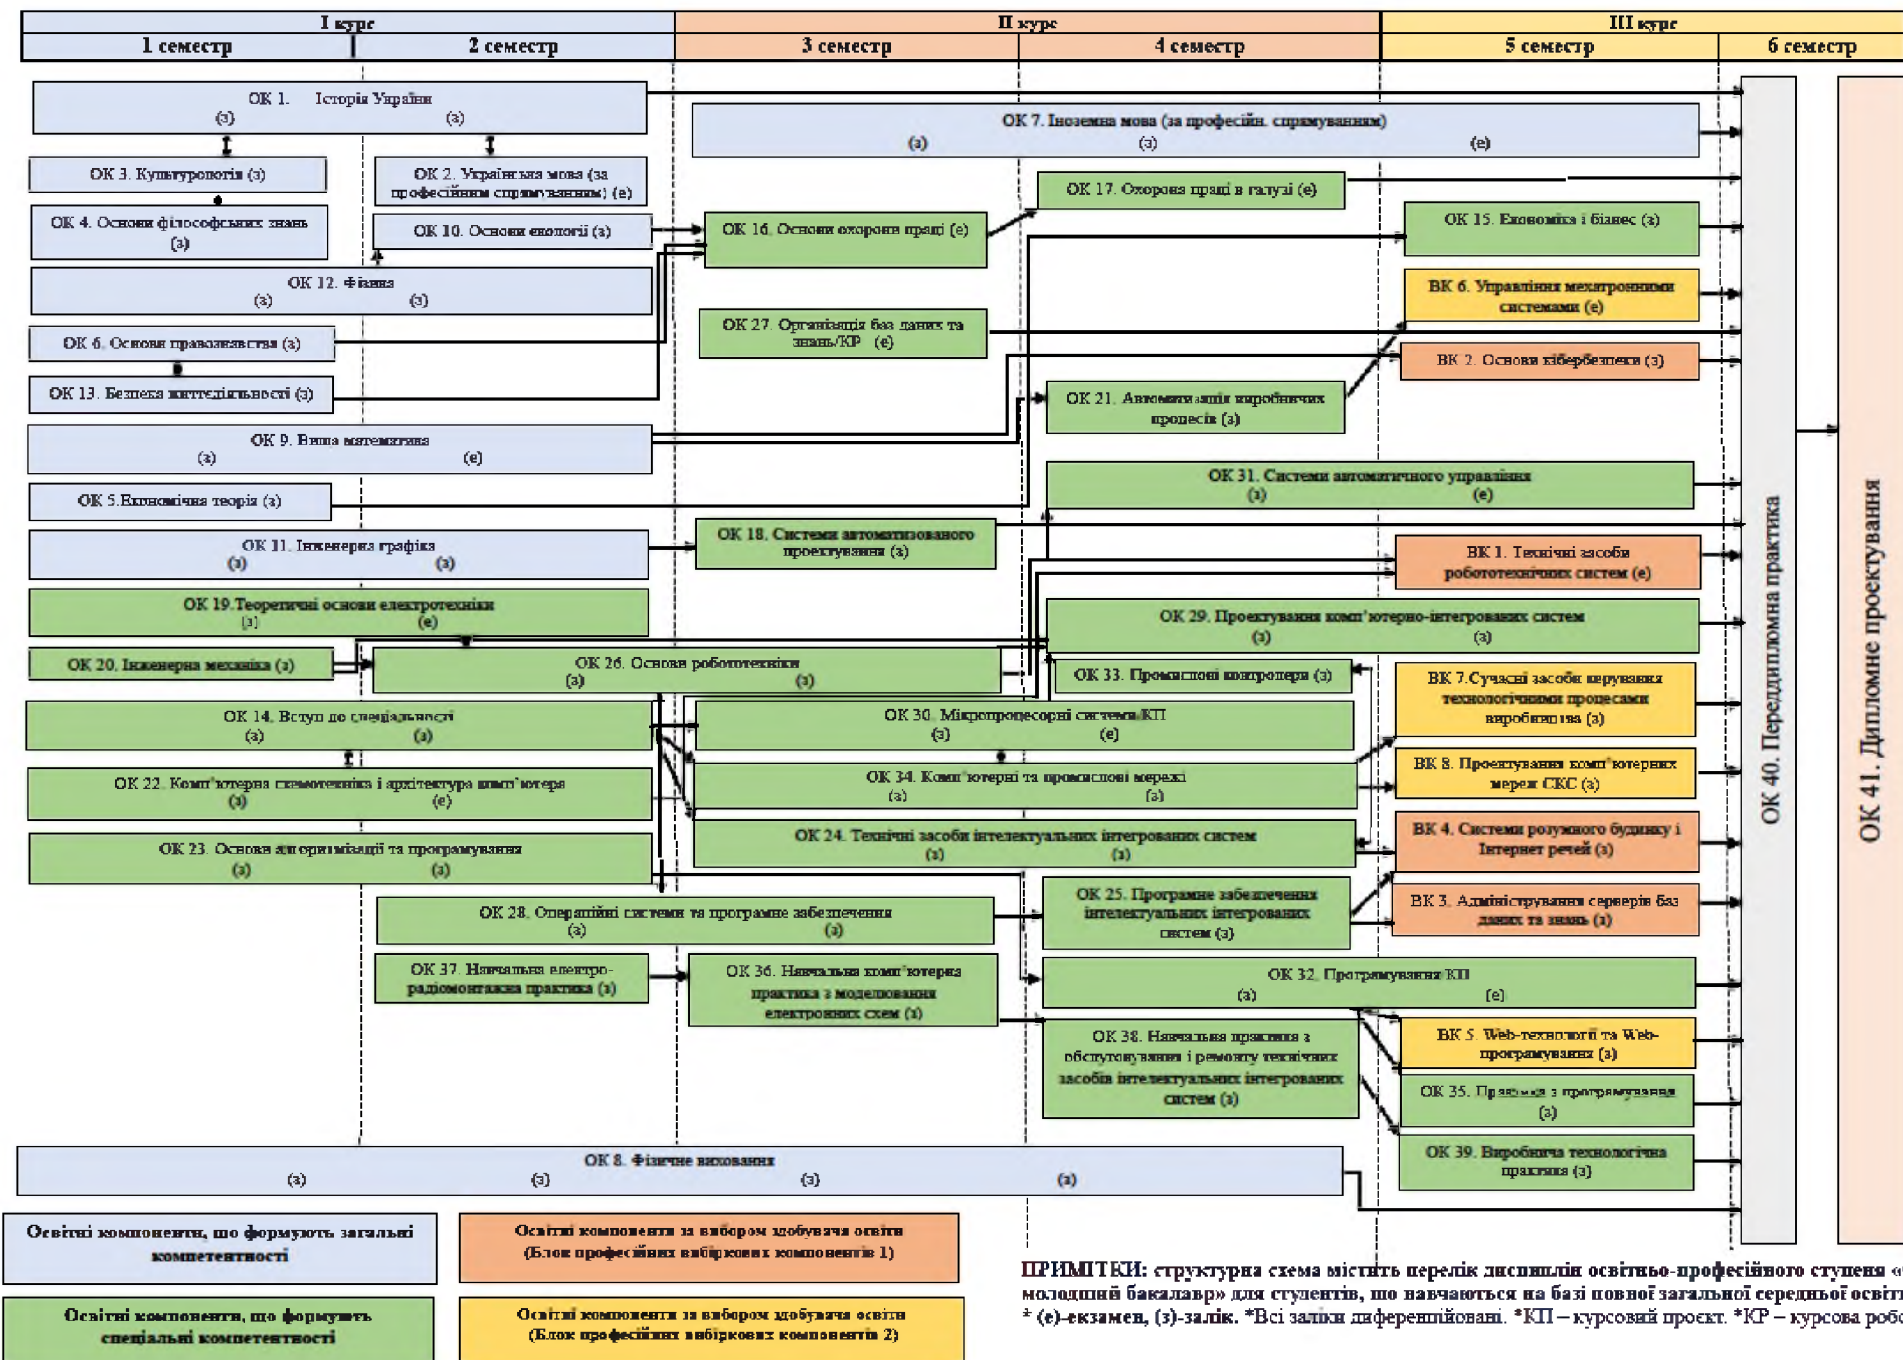 I курс
II курс
III курс
1 семестр
2 семестр
3 семестр
4 семестр
5 семестр
6 семестр
ОК 1. Історія України
(з) (з)
ОК 7. Іноземна мова (за професійн. спрямуванням)
(з) (з) (е)
ОК 3. Культурологія (з)
ОК 2. Українська мова (за
професійним спрямуванням) (е)
ОК 17. Охорона праці в галузі (е)
ОК 4. Основи філософських знань
(з)
ОК 10. Основи екології (з)
ОК 16. Основи охорони праці (е)
ОК 15. Економіка і бізнес (з)
ОК 12. Фізика
(з) (з)
ВК 6. Управління мехатронними
системами (е)
ОК 6. Основи правознавства (з)
ОК 27. Організація баз даних та
знань/КР (е)
ВК 2. Основи кібербезпеки (з)
ОК 13. Безпека життєдіяльності (з)
ОК 21. Автоматизація виробничих
процесів (з)
ОК 9. Вища математика
(з) (е)
ОК 31. Системи автоматичного управління
(з) (е)
ОК 5.Економічна теорія (з)
ОК 11. Інженерна графіка
(з) (з)
ОК 18. Системи автоматизованого
проектування (з)
ВК 1. Технічні засоби
робототехнічних систем (е)
ОК 19.Теоретичні основи електротехніки
(з) (е)
ОК 29. Проектування комп’ютерно-інтегрованих систем
(з) (з)
ОК 20. Інженерна механіка (з)
ОК 26. Основи робототехніки
(з) (з)
ОК 33. Промислові контролери (з)
ВК 7.Сучасні засоби керування
технологічними процесами
виробництва (з)
ОК 14. Вступ до спеціальності
(з) (з)
ОК 30. Мікропроцесорні системи/КП
(з) (е)
ОК 22. Комп’ютерна схемотехніка і архітектура комп’ютера
(з) (е)
ОК 34. Комп’ютерні та промислові мережі
(з) (з)
ВК 8. Проектування комп’ютерних
мереж СКС (з)
ОК 23. Основи алгоритмізації та програмування
(з) (з)
ОК 24. Технічні засоби інтелектуальних інтегрованих систем
(з) (з)
ВК 4. Системи розумного будинку і
Інтернет речей (з)
ОК 28. Операційні системи та програмне забезпечення
(з) (з)
ОК 25. Програмне забезпечення
інтелектуальних інтегрованих
систем (з)
ВК 3. Адміністрування серверів баз
даних та знань (з)
ОК 37. Навчальна електро-
радіомонтажна практика (з)
ОК 36. Навчальна комп’ютерна
практика з моделювання
електронних схем (з)
ОК 32. Програмування/КП
(з) (е)
ОК 38. Навчальна практика з
обслуговування і ремонту технічних
засобів інтелектуальних інтегрованих
систем (з)
ВК 5. Web-технології та Web-
програмування (з)
ОК 35. Практика з програмування
(з)
ОК 39. Виробнича технологічна
практика (з)
ОК 8. Фізичне виховання
(з) (з) (з) (з)
ОК 40. Переддипломна практика
ОК 41. Дипломне проектування
Освітні компоненти, що формують загальні
компетентності
Освітні компоненти за вибором здобувача освіти
(Блок професійних вибіркових компонентів 1)
Освітні компоненти, що формують
спеціальні компетентності
Освітні компоненти за вибором здобувача освіти
(Блок професійних вибіркових компонентів 2)
ПРИМІТКИ: структурна схема містить перелік дисциплін освітньо-професійного ступеня
молодший бакалавр» для студентів, що навчаються на базі повної загальної середньої
* (е)-екзамен, (з)-залік. *Всі заліки диференційовані. *КП – курсовий проєкт. *КР – курсова